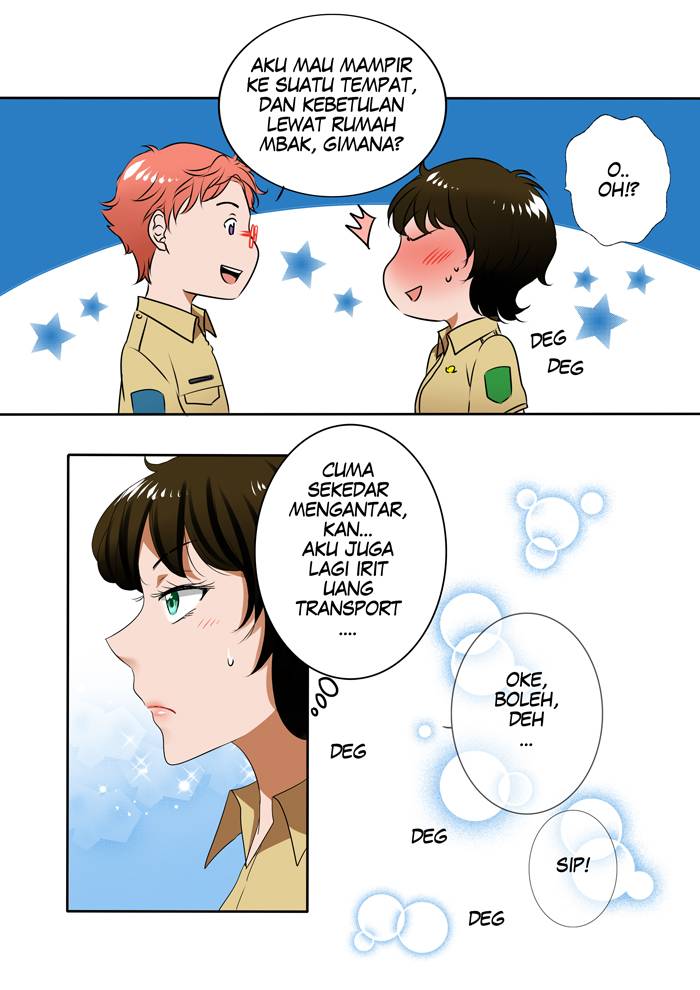 AKU MAU MAMPIR
KE SUATU TEMPAT,
DAN KEBETULAN
LEWAT RUMAH
MBAK, GIMANA?
O..
OH!?
DEG
DEG
CUMA
SEKEDAR
MENGANTAR,
KAN...
AKU JUGA
LAGI IRIT
UANG
TRANSPORT
....
OKE,
BOLEH,
DEH
...
DEG
DEG
SIP!
DEG